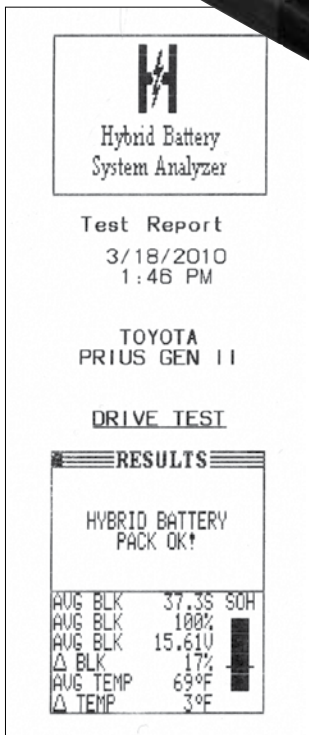 Hybrid Battery
System Analyzer
Test Report
3/18/2010
1:46 PM
TOYOTA
PRIUS GEN II
DRIVE TEST
RESULTS
HYBRID BATTERY
PACK OK!
AVG BLK 37.3S SOH
AVG BLK 100%
AVG BLK 15.61V
Δ BLK 17%
AVG TEMP 69°F
Δ TEMP 3°F